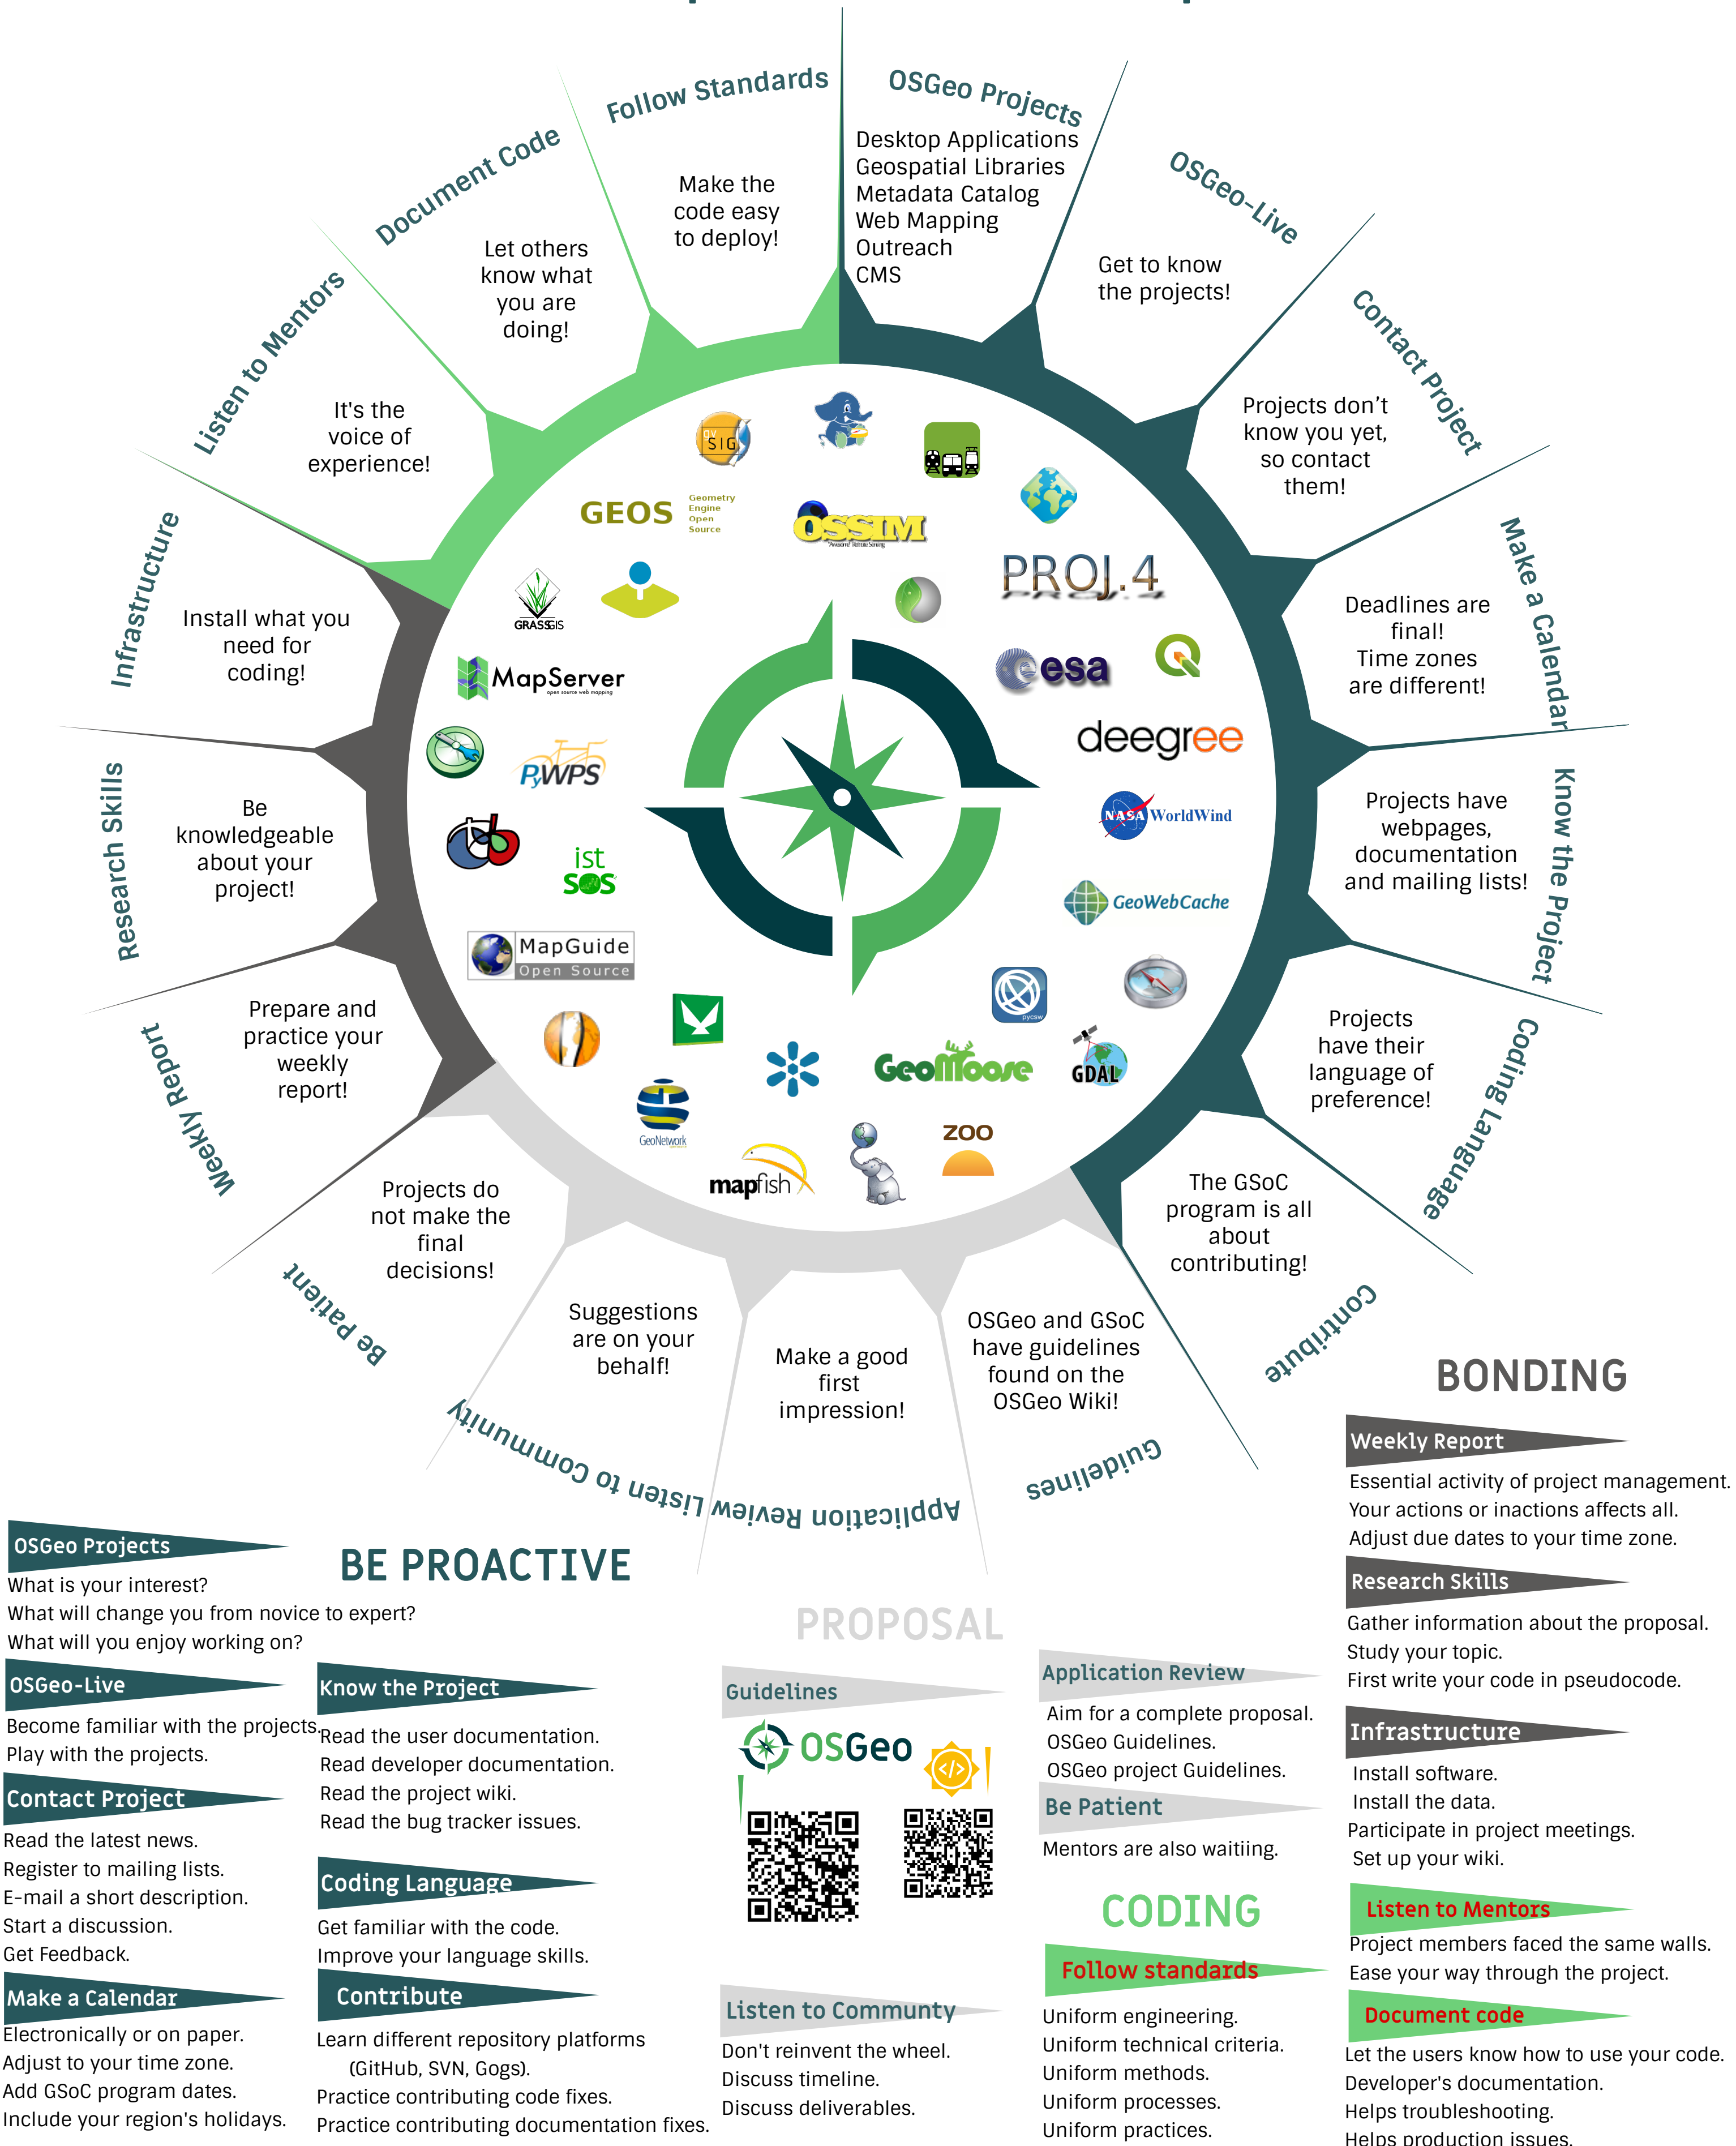 Follow Standards
Make the
code easy
to deploy!
OSGeo Projects
Desktop Applications
Geospatial Libraries
Metadata Catalog
Web Mapping
Outreach
CMS
OSGeo-Live
Get to know
the projects!
Contact Project
Projects don't
know you yet,
so contact
them!
Make a Calendar
Deadlines are
final!
Time zones
are different!
Know the Project
Projects have
webpages,
documentation
and mailing lists!
Coding Language
Projects
have their
language of
preference!
Contribute
The GSoC
program is all
about
contributing!
Guidelines
OSGeo and GSoC
have guidelines
found on the
OSGeo Wiki!
Application Review
Make a good
first
impression!
Listen to Community
Suggestions
are on your
behalf!
Be Patient
Projects do
not make the
final
decisions!
Weekly Report
Prepare and
practice your
weekly
report!
Research Skills
Be
knowledgeable
about your
project!
Infrastructure
Install what you
need for
coding!
Listen to Mentors
It's the
voice of
experience!
Document Code
Let others
know what
you are
doing!
gv
SIG
GEOS
Geometry
Engine
Open
Source
OSSIM
"Awesome" Remote Sensing
PROJ.4
GRASSGIS
MapServer
open source web mapping
esa
deegree
PyWPS
NASA WorldWind
ist
SOS
GeoWebCache
MapGuide
Open Source
pycsw
GeoMoose
GDAL
GeoNetwork
mapfish
ZOO
BE PROACTIVE
OSGeo Projects
What is your interest?
What will change you from novice to expert?
What will you enjoy working on?
OSGeo-Live
Become familiar with the projects.
Play with the projects.
Contact Project
Read the latest news.
Register to mailing lists.
E-mail a short description.
Start a discussion.
Get Feedback.
Make a Calendar
Electronically or on paper.
Adjust to your time zone.
Add GSoC program dates.
Include your region's holidays.
Know the Project
Read the user documentation.
Read developer documentation.
Read the project wiki.
Read the bug tracker issues.
Coding Language
Get familiar with the code.
Improve your language skills.
Contribute
Learn different repository platforms
(GitHub, SVN, Gogs).
Practice contributing code fixes.
Practice contributing documentation fixes.
PROPOSAL
Guidelines
OSGeo
</>
Listen to Communty
Don't reinvent the wheel.
Discuss timeline.
Discuss deliverables.
Application Review
Aim for a complete proposal.
OSGeo Guidelines.
OSGeo project Guidelines.
Be Patient
Mentors are also waitiing.
CODING
Follow standards
Uniform engineering.
Uniform technical criteria.
Uniform methods.
Uniform processes.
Uniform practices.
BONDING
Weekly Report
Essential activity of project management.
Your actions or inactions affects all.
Adjust due dates to your time zone.
Research Skills
Gather information about the proposal.
Study your topic.
First write your code in pseudocode.
Infrastructure
Install software.
Install the data.
Participate in project meetings.
Set up your wiki.
Listen to Mentors
Project members faced the same walls.
Ease your way through the project.
Document code
Let the users know how to use your code.
Developer's documentation.
Helps troubleshooting.
Helps production issues.